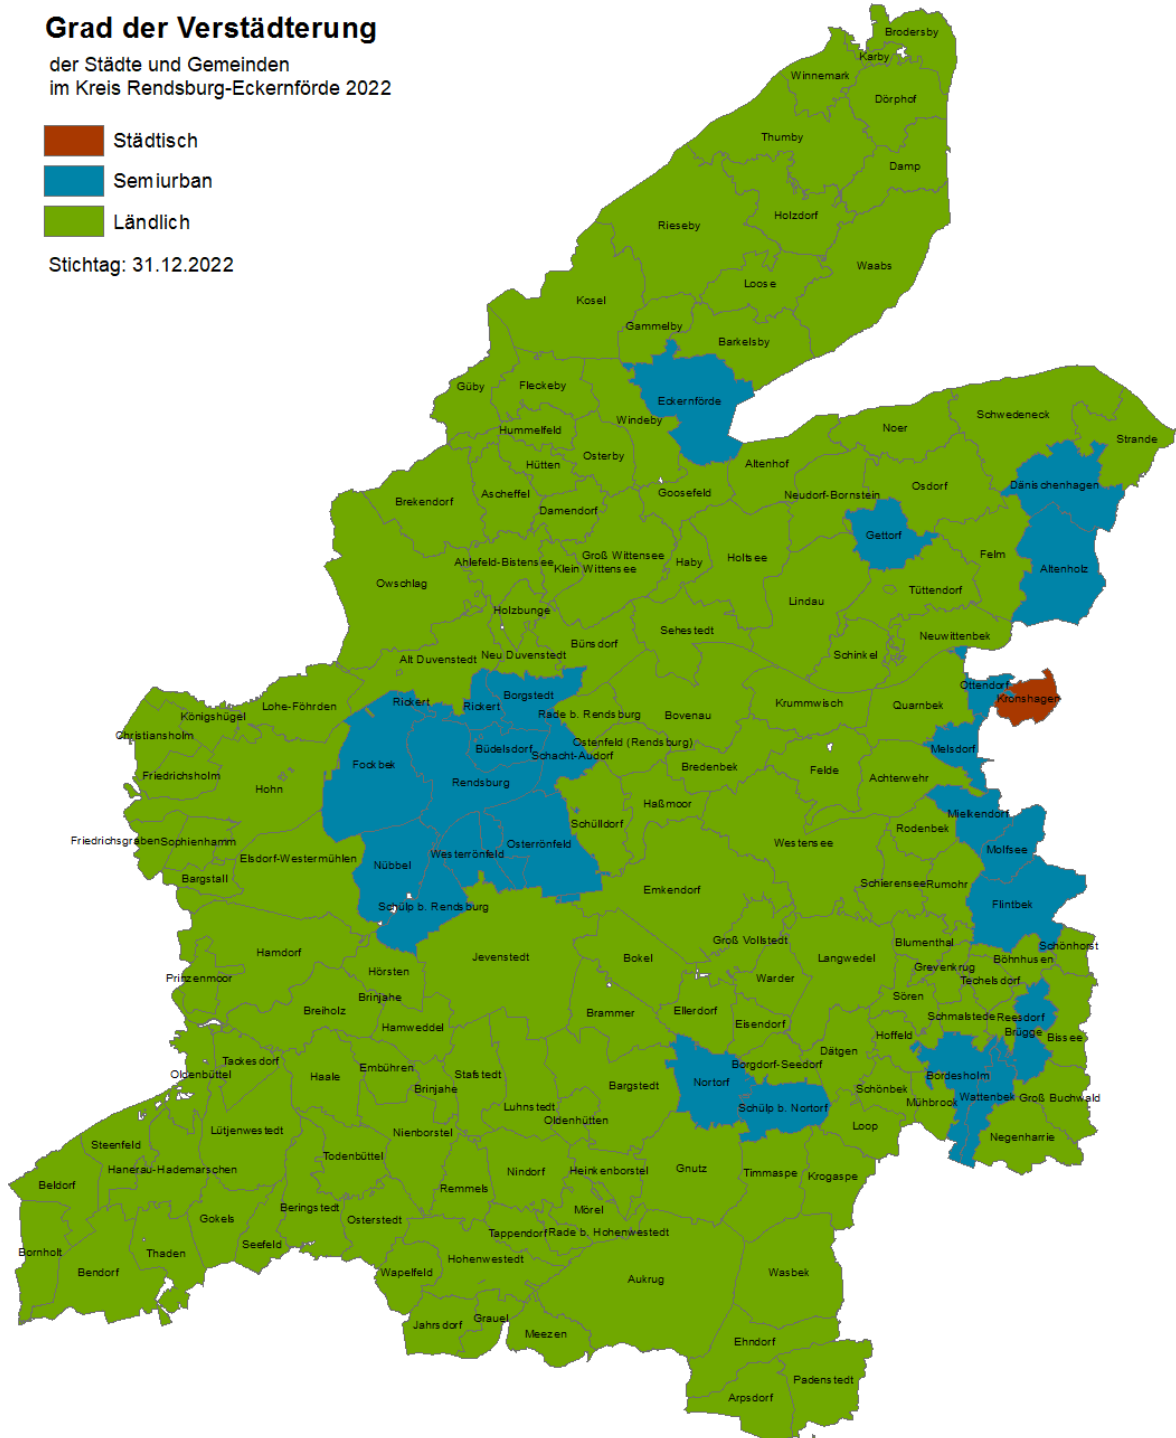 Grad der Verstädterung
der Städte und Gemeinden
im Kreis Rendsburg-Eckernförde 2022
Städtisch
Semiurban
Ländlich
Stichtag: 31.12.2022
Brodersby
Karby
Winnemark
Dörphof
Thumby
Damp
Holzdorf
Rieseby
Waabs
Loose
Kosel
Gammelby
Barkelsby
Güby
Fleckeby
Eckernförde
Windeby
Hummelfeld
Schwedeneck
Noer
Strande
Osterby
Hütten
Altenhof
Ascheffel
Goosefeld
Neudorf-Bornstein
Osdorf
Dänischenhagen
Brekendorf
Damendorf
Gettorf
Felm
Groß Wittensee
Ahlefeld-Bistensee
Klein Wittensee
Haby
Holtsee
Altenholz
Owschlag
Tüttendorf
Lindau
Holzbunge
Sehestedt
Neuwittenbek
Bünsdorf
Schinkel
Neu Duvenstedt
Alt Duvenstedt
Ottendorf
Borgstedt
Kronshagen
Rickert
Rickert
Lohe-Föhrden
Krummwisch
Quarnbek
Königshügel
Rade b. Rendsburg
Bovenau
Christiansholm
Ostenfeld (Rendsburg)
Büdelsdorf
Melsdorf
Schacht-Audorf
Fockbek
Bredenbek
Felde
Friedrichsholm
Achterwehr
Rendsburg
Hohn
Haßmoor
Mielkendorf
Schülldorf
Rodenbek
Friedrichsgraben
Sophienhamm
Osterrönfeld
Westensee
Molfsee
Westerrönfeld
Elsdorf-Westermühlen
Nübbel
Bargstall
Schierensee
Rumohr
Emkendorf
Flintbek
Schülp b. Rendsburg
Groß Vollstedt
Blumenthal
Schönhorst
Hamdorf
Jevenstedt
Bokel
Langwedel
Böhnhusen
Grevenkrug
Hörsten
Prinzenmoor
Warder
Techelsdorf
Brinjahe
Sören
Breiholz
Brammer
Ellerdorf
Schmalstede
Reesdorf
Eisendorf
Hamweddel
Hoffeld
Brügge
Bissee
Dätgen
Tackesdorf
Borgdorf-Seedorf
Embühren
Oldenbüttel
Haale
Stafstedt
Bordesholm
Nortorf
Bargstedt
Brinjahe
Schönbek
Wattenbek
Groß Buchwald
Mühbrook
Luhnstedt
Schülp b. Nortorf
Oldenhütten
Loop
Lütjenwestedt
Nienborstel
Negenharrie
Steenfeld
Todenbüttel
Hanerau-Hademarschen
Nindorf
Heinkenborstel
Gnutz
Timmaspe
Krogaspe
Beldorf
Remmels
Beringstedt
Mörel
Gokels
Osterstedt
Tappendorf
Rade b. Hohenwestedt
Seefeld
Bornholt
Thaden
Hohenwestedt
Bendorf
Wapelfeld
Aukrug
Wasbek
Grauel
Jahrsdorf
Meezen
Ehndorf
Padenstedt
Arpsdorf